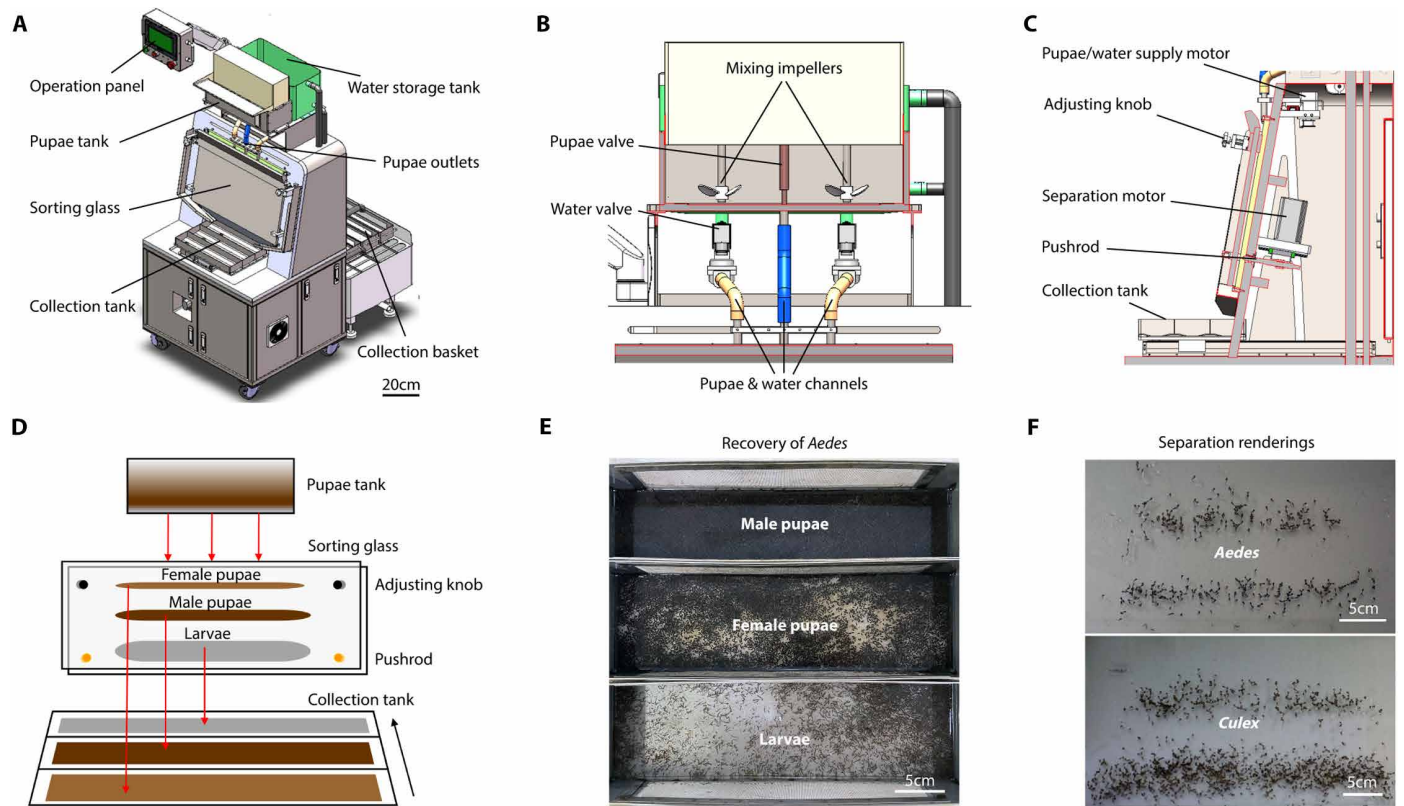 A
Operation panel
Water storage tank
Pupae tank
Pupae outlets
Sorting glass
Collection tank
Collection basket
20cm
B
Mixing impellers
Pupae valve
Water valve
Pupae & water channels
C
Pupae/water supply motor
Adjusting knob
Separation motor
Pushrod
Collection tank
D
Pupae tank
Sorting glass
Female pupae
Adjusting knob
Male pupae
Larvae
Pushrod
Collection tank
E
Recovery of Aedes
Male pupae
Female pupae
Larvae
5cm
F
Separation renderings
Aedes
5cm
Culex
5cm